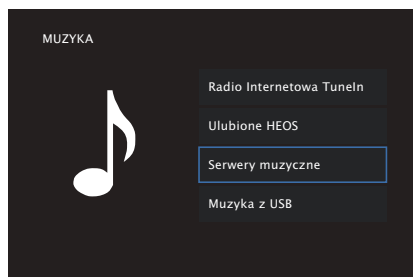 MUZYKA
Radio Internetowa TuneIn
Ulubione HEOS
Serwery muzyczne
Muzyka z USB